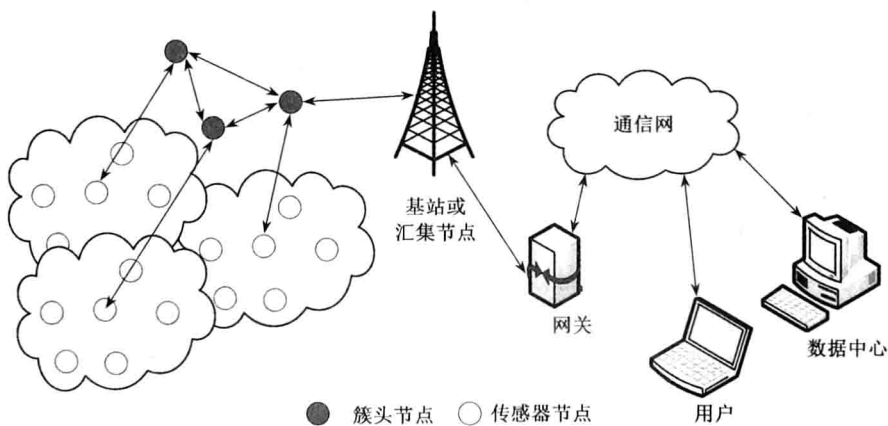 通信网
基站或
汇集节点
网关
数据中心
用户
簇头节点
传感器节点